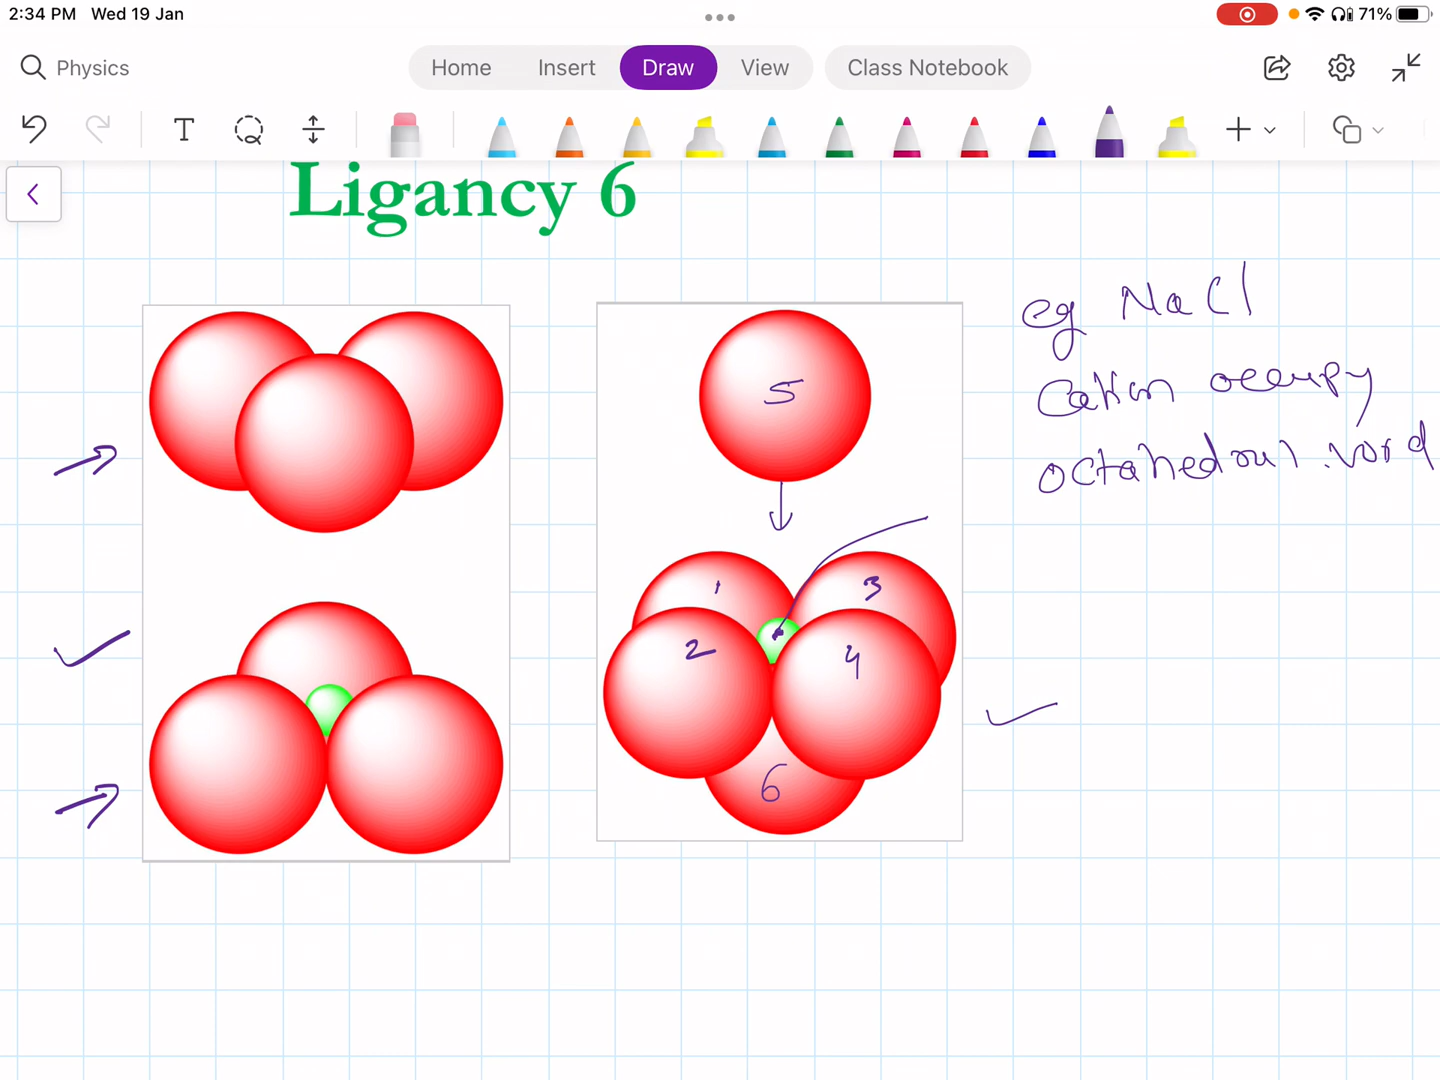 2:34 PM Wed 19 Jan
71%
Physics
Home Insert Draw View Class Notebook
T
Ligancy 6
eg NaCl
Cation occupy
octahedral void
5
1 3
2 4
6